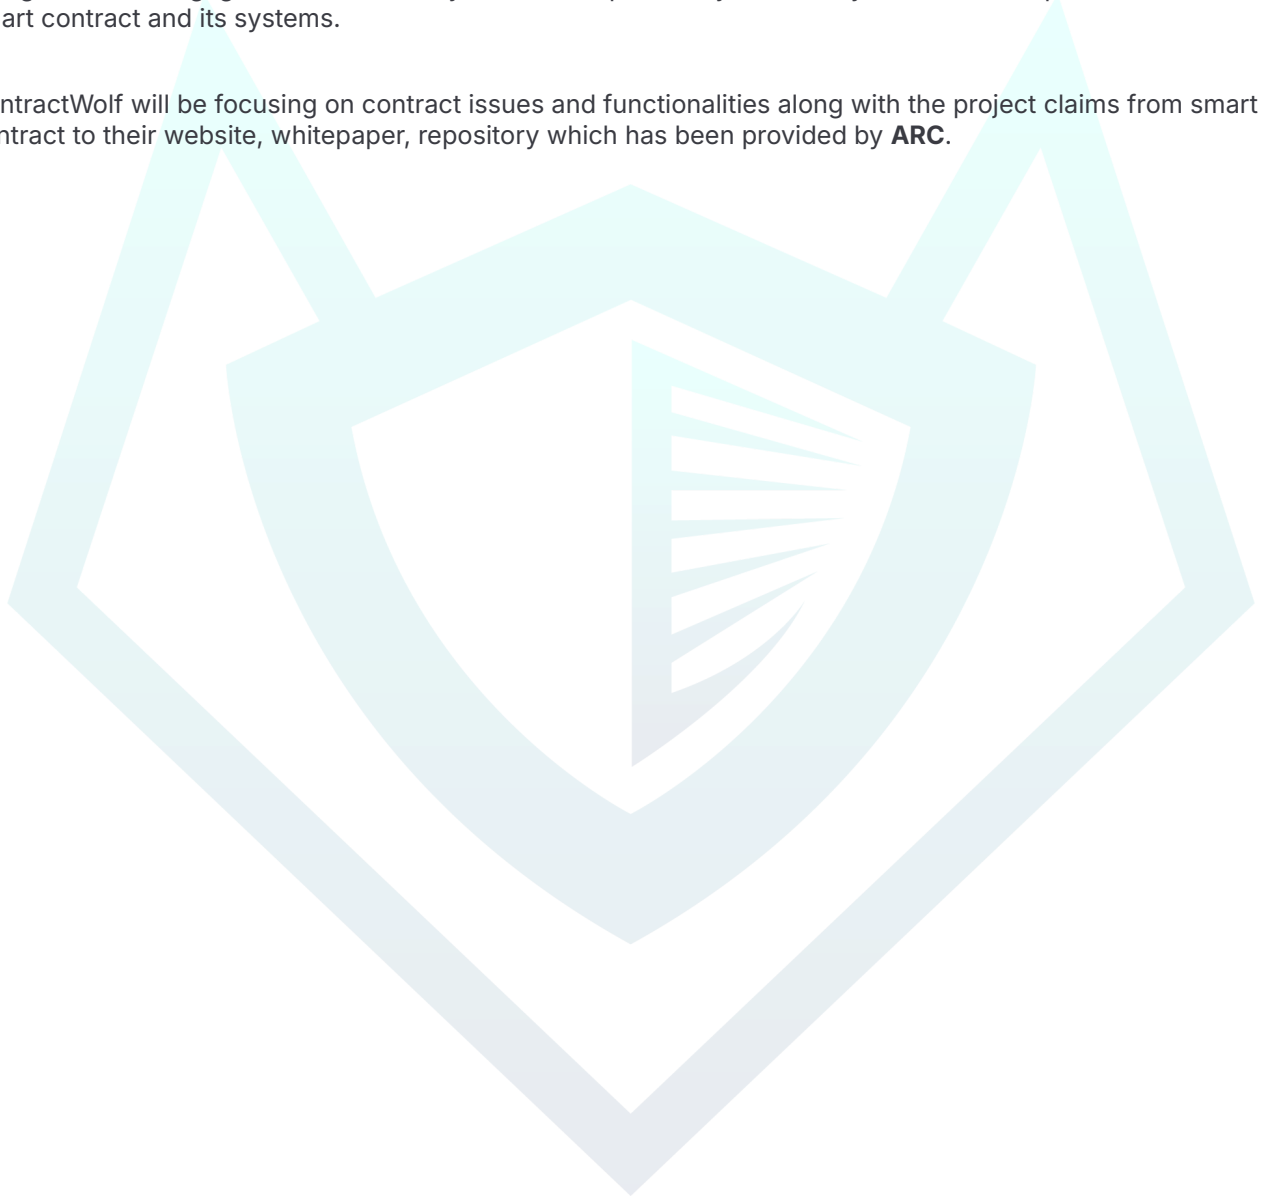 art contract and its systems.
ntractWolf will be focusing on contract issues and functionalities along with the project claims from smart
ntract to their website, whitepaper, repository which has been provided by ARC.